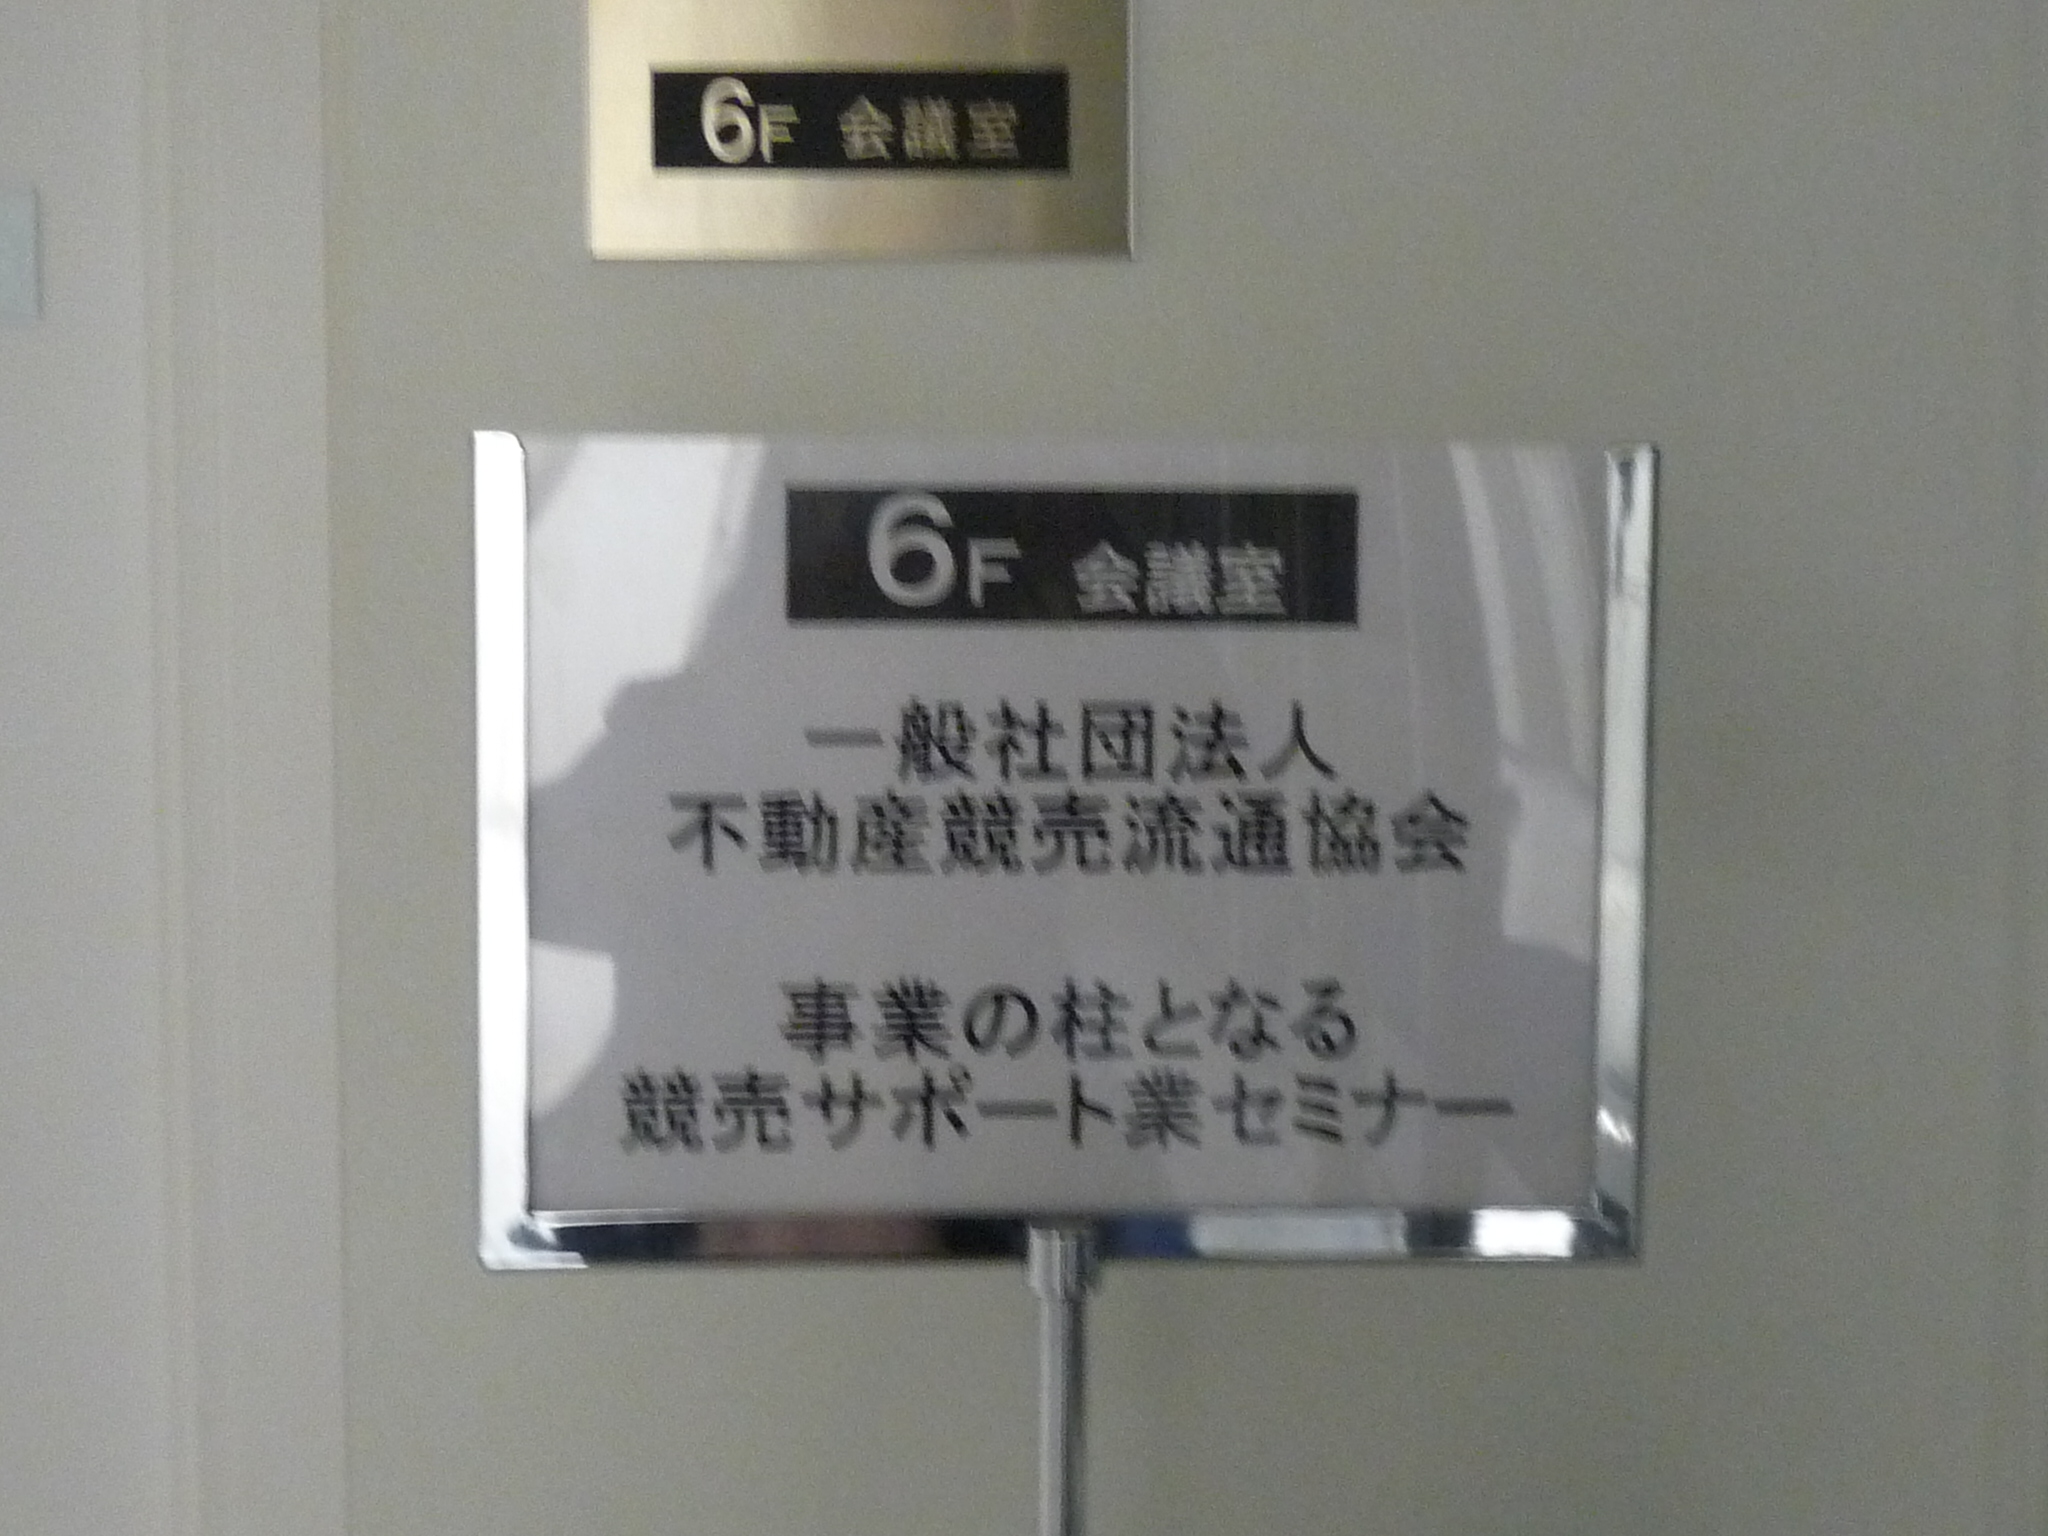 6F 会議室
6F 会議室
一般社団法人
不動産競売流通協会
事業の柱となる
競売サポート業セミナー